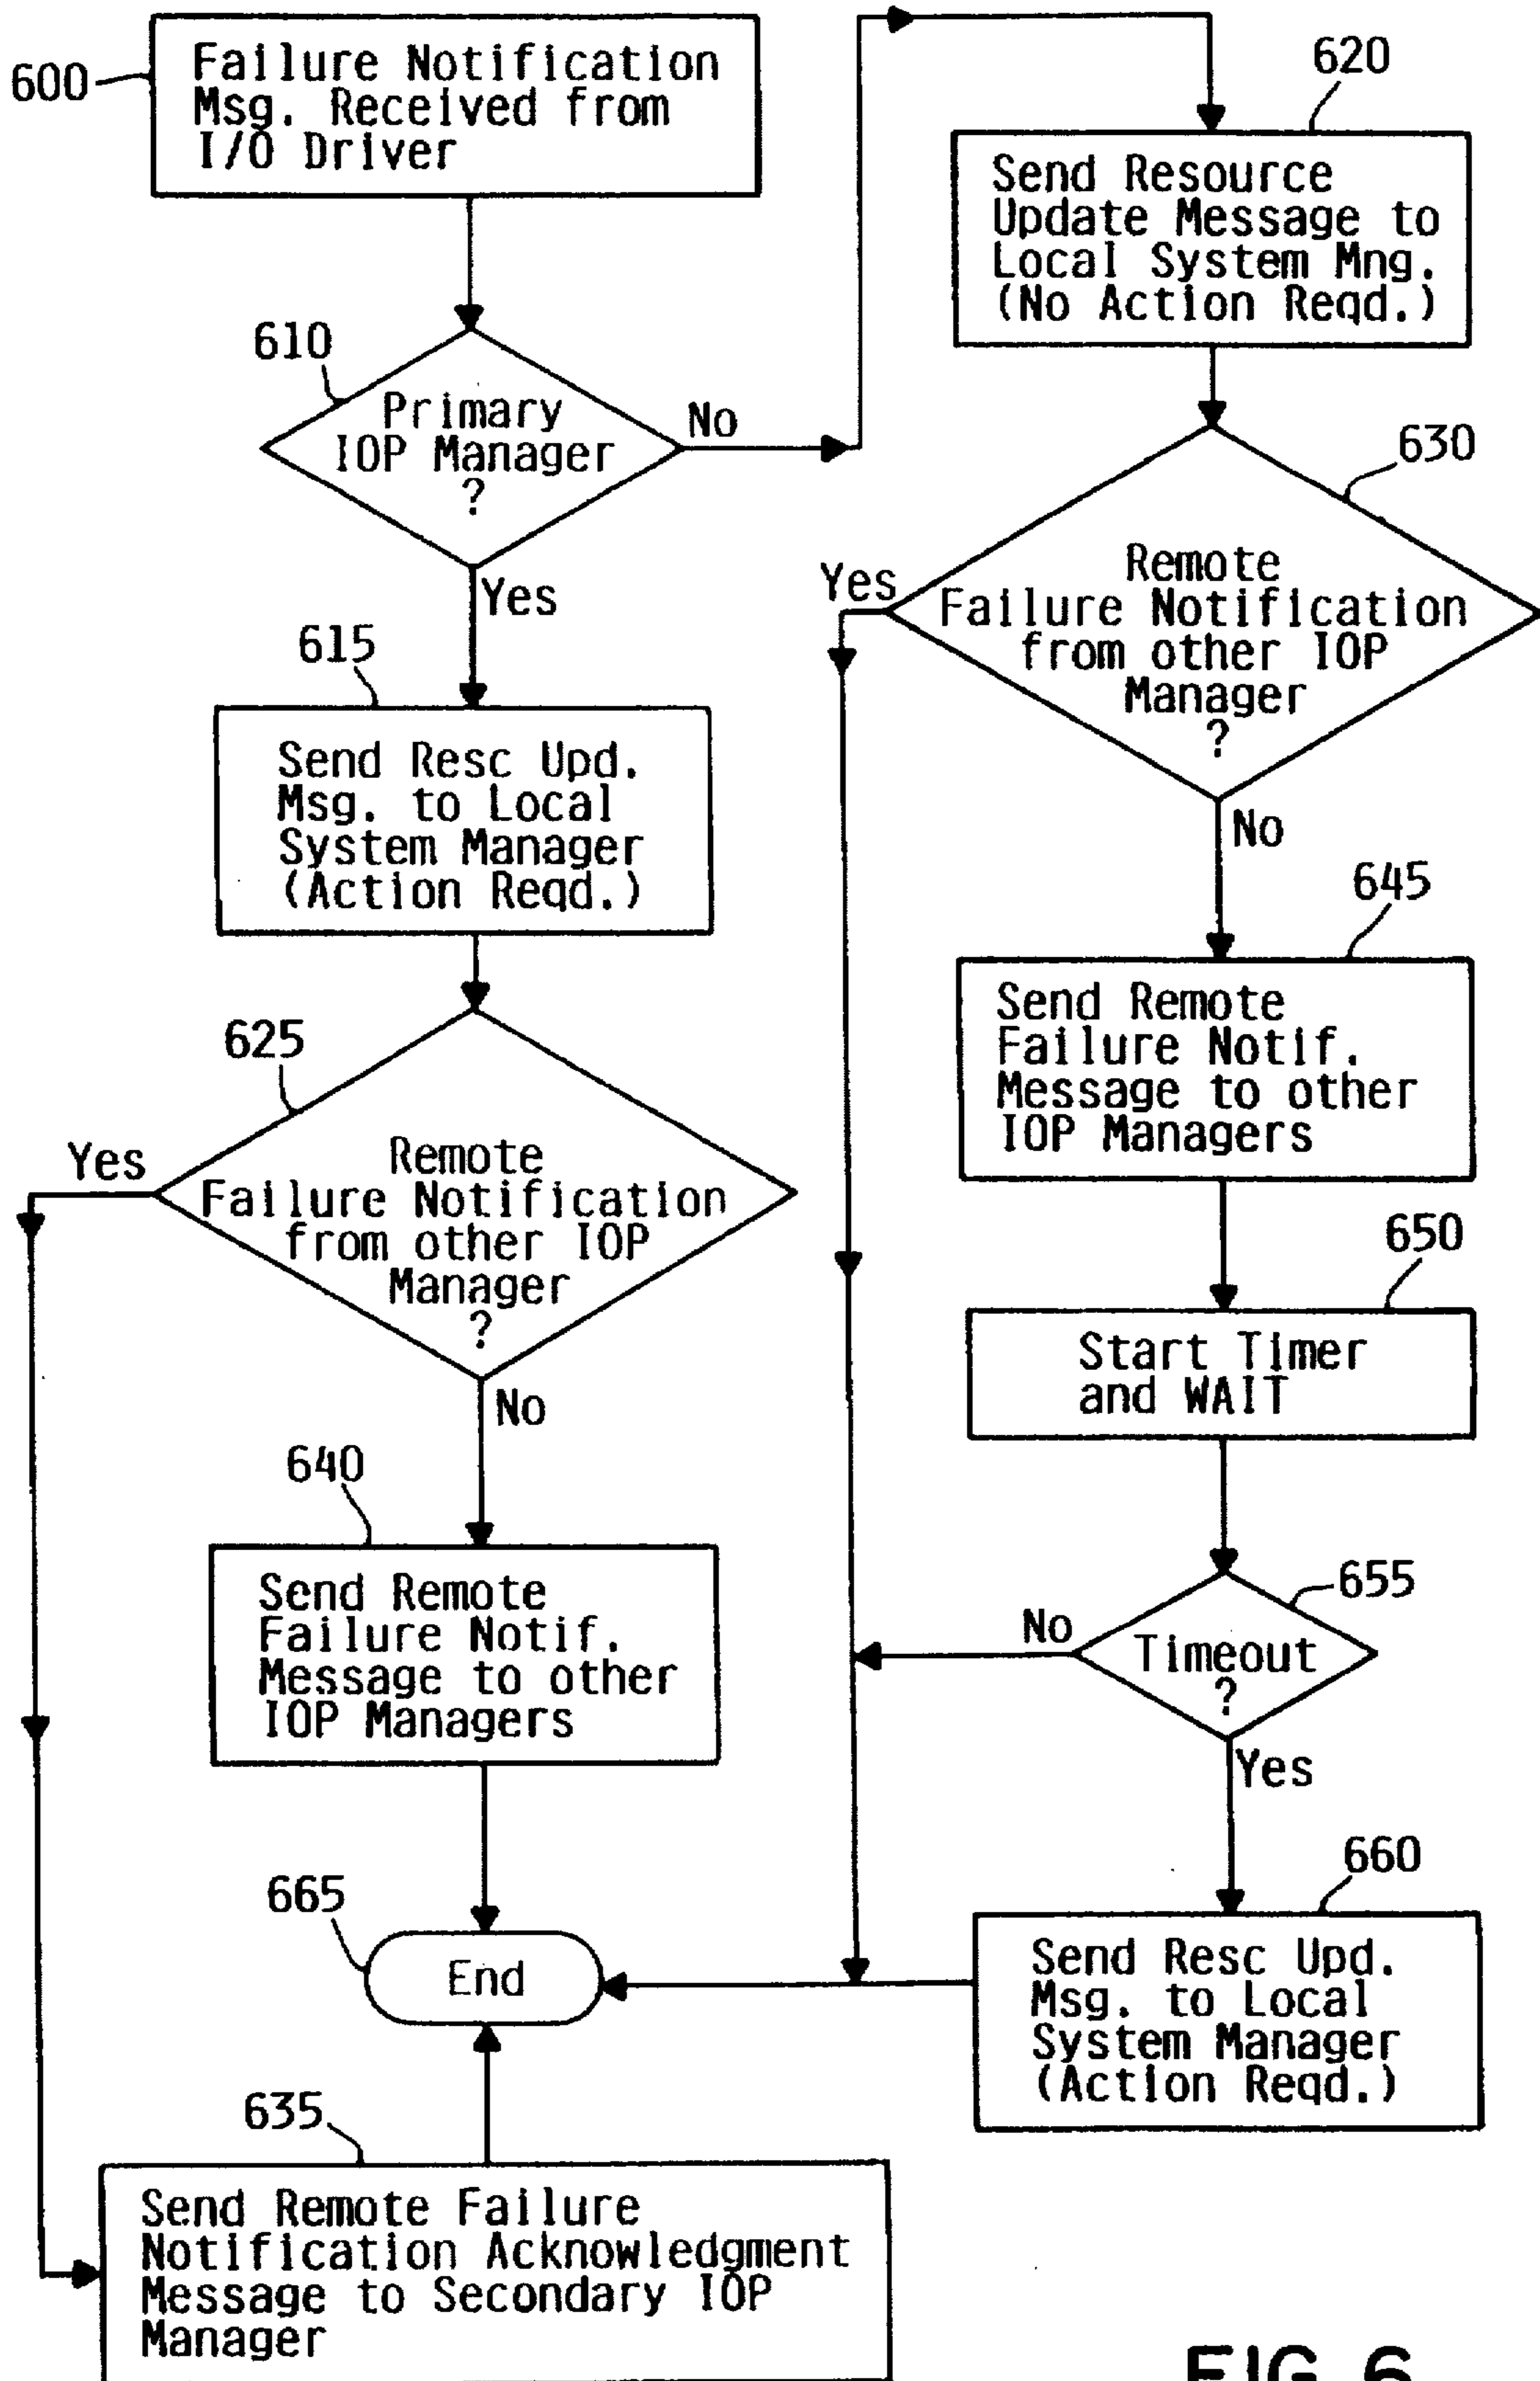 600
Failure Notification
Msg. Received from
I/O Driver
610
Primary
IOP Manager
?
No
Yes
615
Send Resc Upd.
Msg. to Local
System Manager
(Action Reqd.)
625
Remote
Failure Notification
from other IOP
Manager
?
Yes
No
640
Send Remote
Failure Notif.
Message to other
IOP Managers
665
End
635
Send Remote Failure
Notification Acknowledgment
Message to Secondary IOP
Manager
620
Send Resource
Update Message to
Local System Mng.
(No Action Reqd.)
630
Remote
Failure Notification
from other IOP
Manager
?
Yes
No
645
Send Remote
Failure Notif.
Message to other
IOP Managers
650
Start Timer
and WAIT
655
Timeout
?
No
Yes
660
Send Resc Upd.
Msg. to Local
System Manager
(Action Reqd.)
FIG. 6